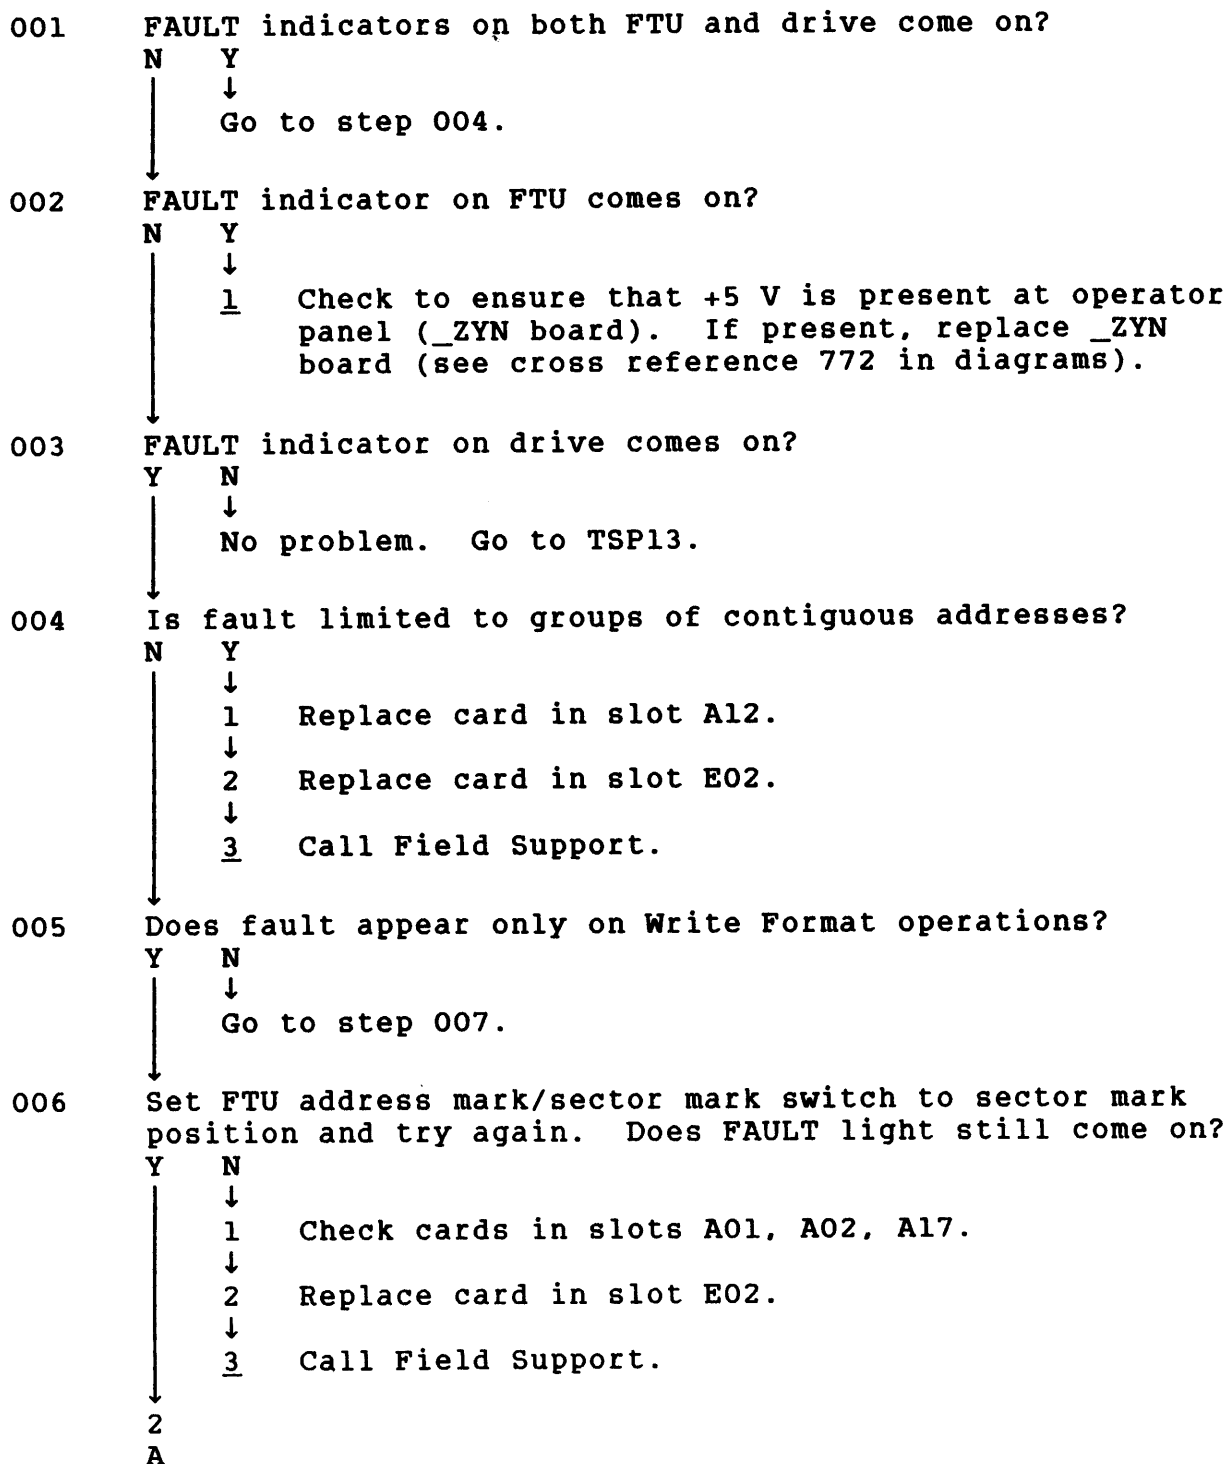 001 FAULT indicators on both FTU and drive come on?
N Y
↓
Go to step 004.
002 FAULT indicator on FTU comes on?
N Y
↓
1 Check to ensure that +5 V is present at operator
panel (_ZYN board). If present, replace _ZYN
board (see cross reference 772 in diagrams).
003 FAULT indicator on drive comes on?
Y N
↓
No problem. Go to TSP13.
004 Is fault limited to groups of contiguous addresses?
N Y
↓
1 Replace card in slot A12.
↓
2 Replace card in slot E02.
↓
3 Call Field Support.
005 Does fault appear only on Write Format operations?
Y N
↓
Go to step 007.
006 Set FTU address mark/sector mark switch to sector mark
position and try again. Does FAULT light still come on?
Y N
↓
1 Check cards in slots A01, A02, A17.
↓
2 Replace card in slot E02.
↓
3 Call Field Support.
2
A